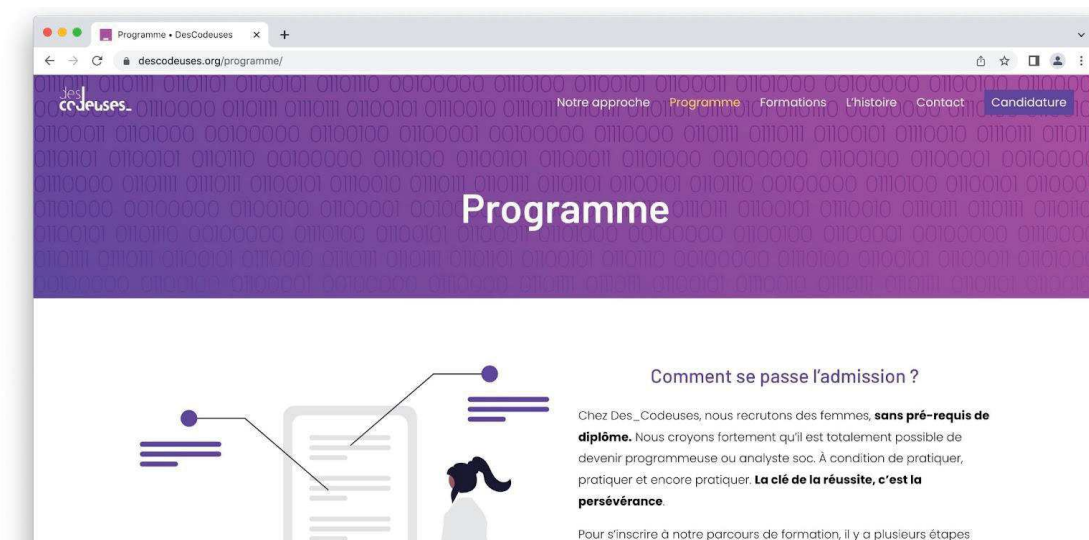 Programme • DesCodeuses
descodeuses.org/programme/
des
codeuses_
Notre approche Programme Formations L'histoire Contact Candidature
Programme
Comment se passe l'admission ?
Chez Des_Codeuses, nous recrutons des femmes, sans pré-requis de
diplôme. Nous croyons fortement qu'il est totalement possible de
devenir programmeuse ou analyste soc. À condition de pratiquer,
pratiquer et encore pratiquer. La clé de la réussite, c'est la
persévérance.
Pour s'inscrire à notre parcours de formation, il y a plusieurs étapes